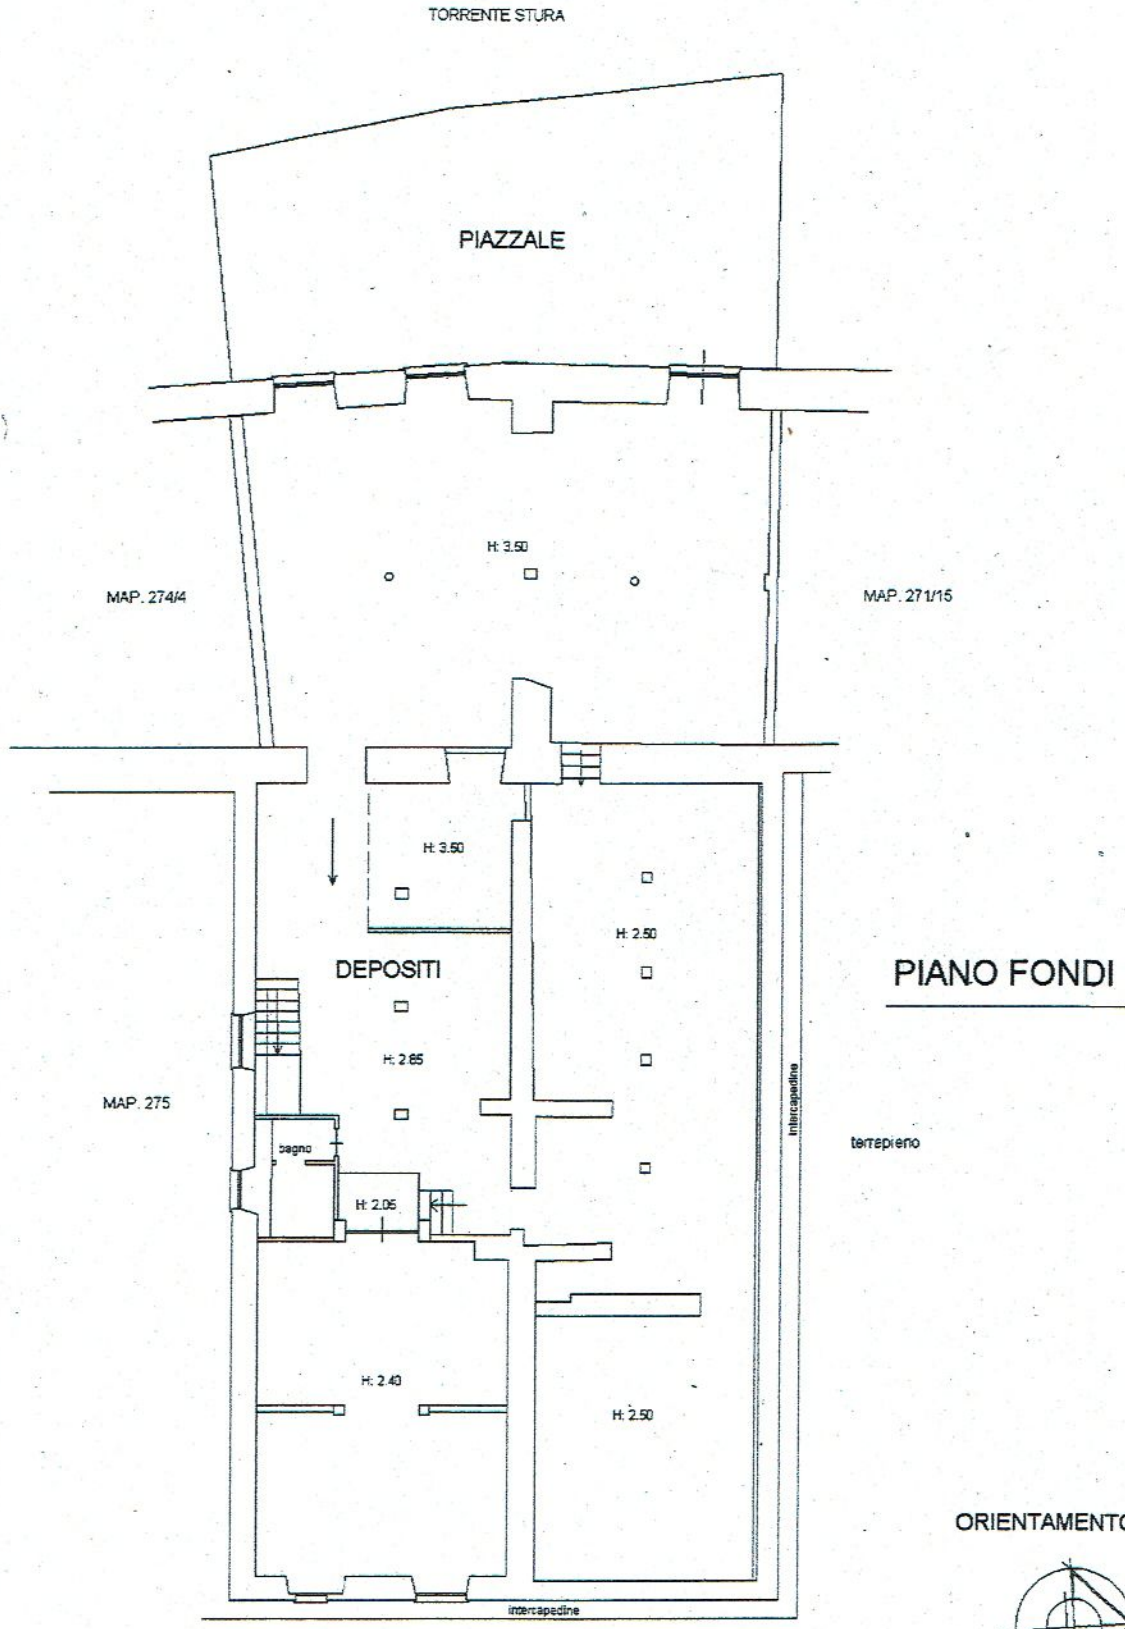 TORRENTE STURA
PIAZZALE
H: 3.50
MAP. 274/4
MAP. 271/15
H: 3.50
H: 2.50
DEPOSITI
PIANO FONDI
H: 2.85
MAP. 275
intercapedine
terrapieno
bagno
H: 2.05
H: 2.40
H: 2.50
ORIENTAMENTO
intercapedine